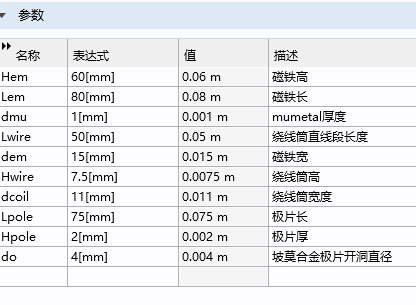 参数
名称 表达式 值 描述
Hem 60[mm] 0.06 m 磁铁高
Lem 80[mm] 0.08 m 磁铁长
dmu 1[mm] 0.001 m mumetal厚度
Lwire 50[mm] 0.05 m 绕线筒直线段长度
dem 15[mm] 0.015 m 磁铁宽
Hwire 7.5[mm] 0.0075 m 绕线筒高
dcoil 11[mm] 0.011 m 绕线筒宽度
Lpole 75[mm] 0.075 m 极片长
Hpole 2[mm] 0.002 m 极片厚
do 4[mm] 0.004 m 坡莫合金极片开洞直径